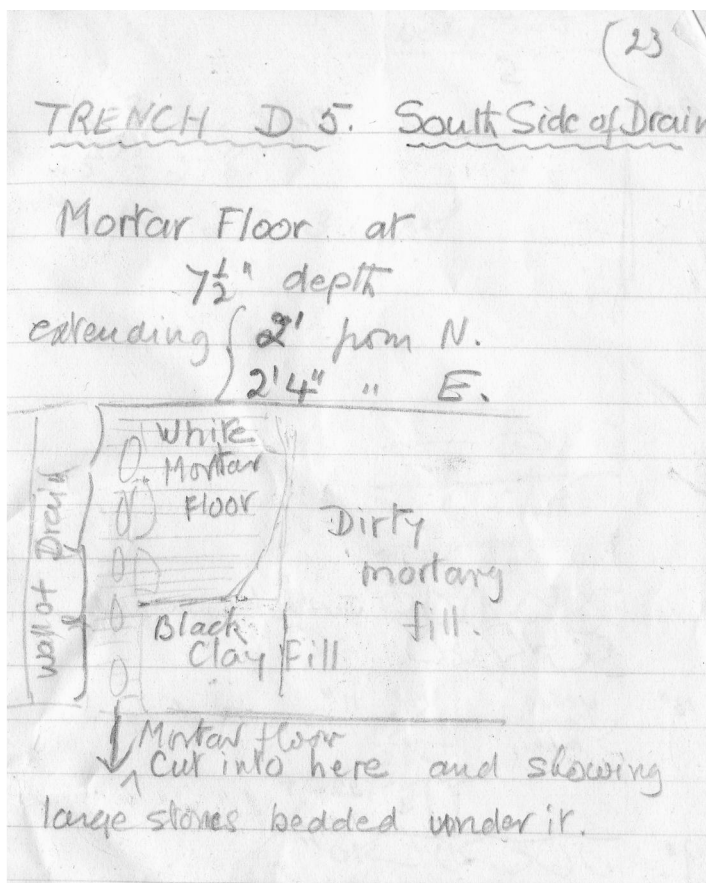 (23
TRENCH D 5. South Side of Drain
Mortar Floor at
7½" depth
extending { 2' from N.
2'4" " E.
Wall of Drain
White
Mortar
Floor
Dirty
mortary
fill.
Black
Clay Fill
Mortar floor
Cut into here and showing
large stones bedded under it.